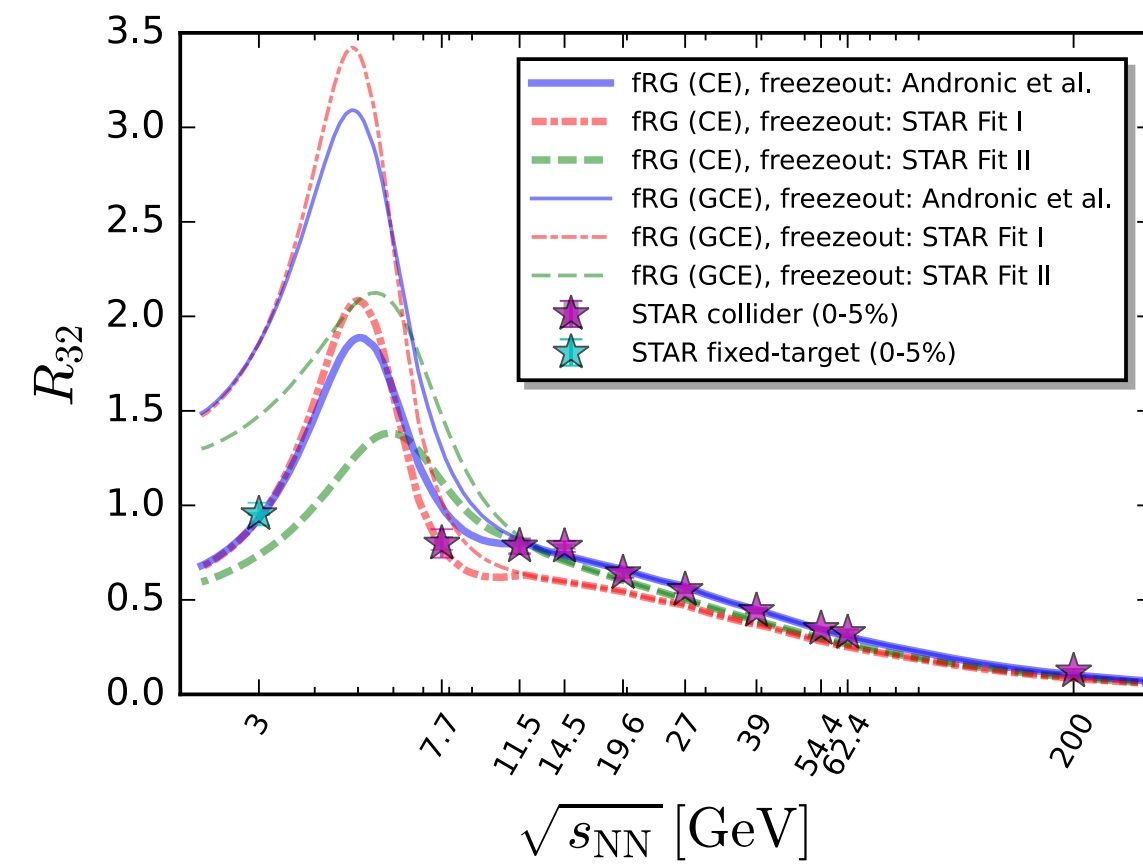 3.5
3.0
2.5
2.0
1.5
1.0
0.5
0.0
R32
fRG (CE), freezeout: Andronic et al.
fRG (CE), freezeout: STAR Fit I
fRG (CE), freezeout: STAR Fit II
fRG (GCE), freezeout: Andronic et al.
fRG (GCE), freezeout: STAR Fit I
fRG (GCE), freezeout: STAR Fit II
STAR collider (0-5%)
STAR fixed-target (0-5%)
3
7.7
11.5
14.5
19.6
27
39
54.4
62.4
200
√sNN [GeV]